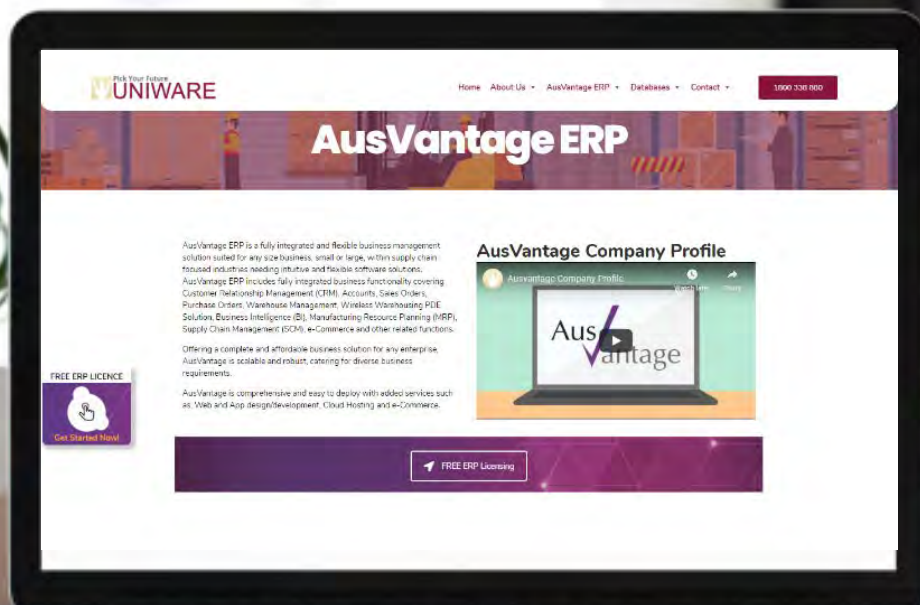 Pick Your Future
UNIWARE
Home About Us AusVantage ERP Databases Contact 1800 338 880
AusVantage ERP
AusVantage ERP is a fully integrated and flexible business management
solution suited for any size business, small or large, within supply chain
focused industries needing intuitive and flexible software solutions.
AusVantage ERP includes fully integrated business functionality covering
Customer Relationship Management (CRM), Accounts, Sales Orders,
Purchase Orders, Warehouse Management, Wireless Warehousing PDE
Solution, Business Intelligence (BI), Manufacturing Resource Planning (MRP),
Supply Chain Management (SCM), e-Commerce and other related functions.
Offering a complete and affordable business solution for any enterprise,
AusVantage is scalable and robust, catering for diverse business
requirements.
AusVantage is comprehensive and easy to deploy with added services such
as, Web and App design/development, Cloud Hosting and e-Commerce.
AusVantage Company Profile
Ausvantage Company Profile
Watch later Share
Aus
Vantage
FREE ERP LICENCE
Get Started Now!
FREE ERP Licensing